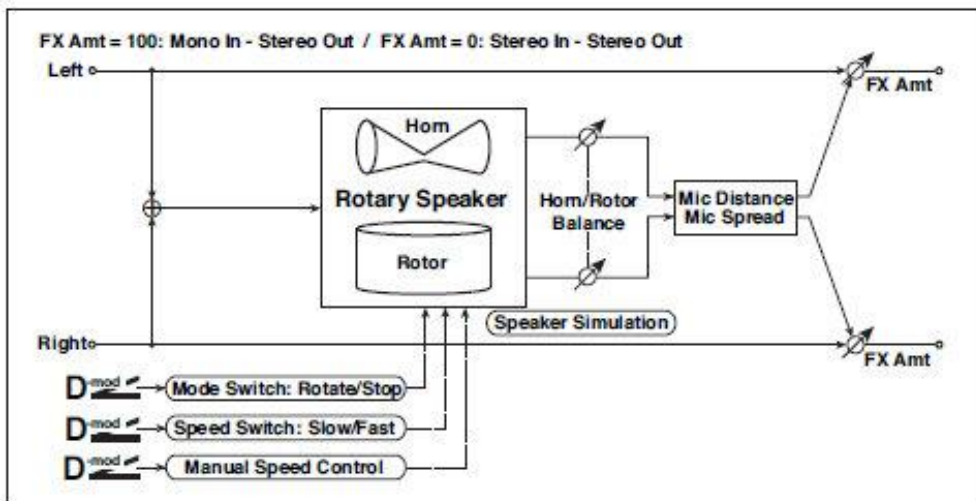 FX Amt = 100: Mono In - Stereo Out / FX Amt = 0: Stereo In - Stereo Out
Left
FX Amt
Horn
Rotary Speaker
Horn/Rotor
Balance
Mic Distance
Mic Spread
Rotor
Speaker Simulation
Right
FX Amt
D-mod
Mode Switch: Rotate/Stop
D-mod
Speed Switch: Slow/Fast
D-mod
Manual Speed Control